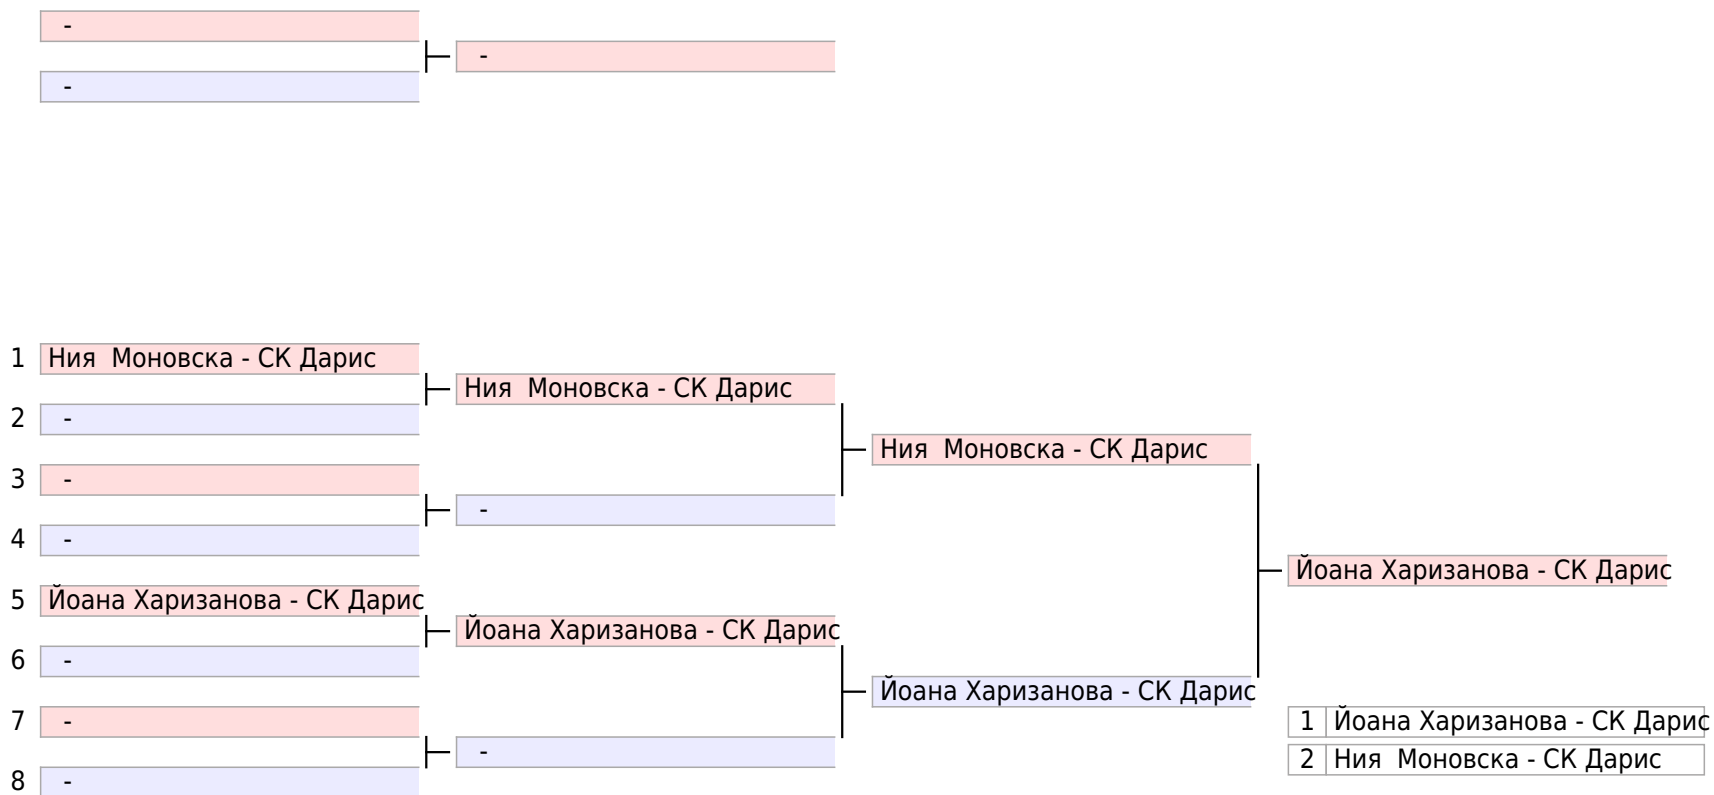 -
-
-
1 Ния  Моновска - СК Дарис
Ния  Моновска - СК Дарис
2 -
Ния  Моновска - СК Дарис
3 -
-
4 -
Йоана Харизанова - СК Дарис
5 Йоана Харизанова - СК Дарис
Йоана Харизанова - СК Дарис
6 -
Йоана Харизанова - СК Дарис
7 -
1 Йоана Харизанова - СК Дарис
-
2 Ния  Моновска - СК Дарис
8 -